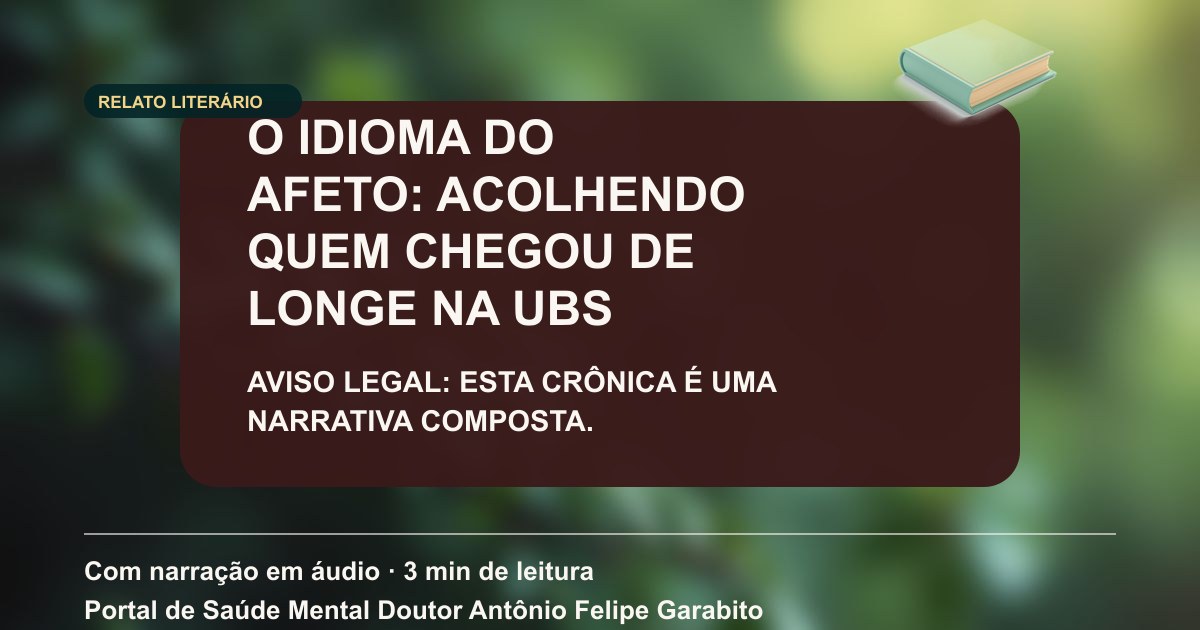 RELATO LITERÁRIO
O IDIOMA DO
AFETO: ACOLHENDO
QUEM CHEGOU DE
LONGE NA UBS
AVISO LEGAL: ESTA CRÔNICA É UMA
NARRATIVA COMPOSTA.
Com narração em áudio · 3 min de leitura
Portal de Saúde Mental Doutor Antônio Felipe Garabito